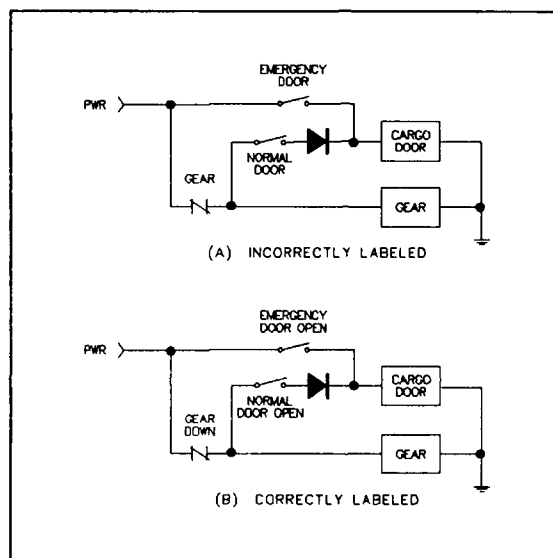 EMERGENCY
DOOR
PWR
NORMAL
DOOR
CARGO
DOOR
GEAR
GEAR
(A) INCORRECTLY LABELED
EMERGENCY
DOOR OPEN
PWR
NORMAL
DOOR OPEN
CARGO
DOOR
GEAR
DOWN
GEAR
(B) CORRECTLY LABELED